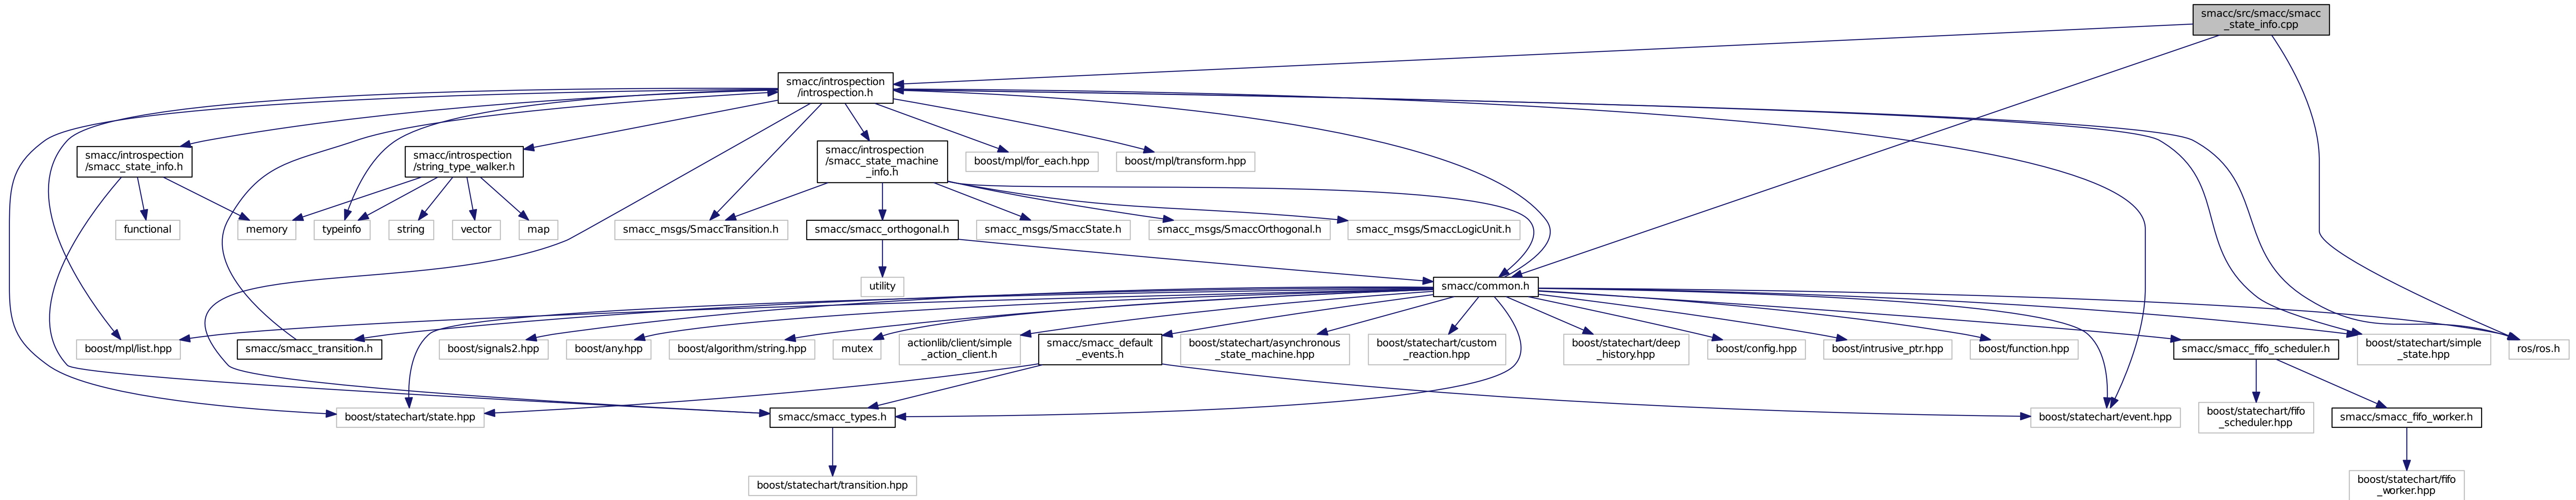 smacc/src/smacc/smacc
_state_info.cpp
smacc/introspection
/introspection.h
smacc/introspection
/smacc_state_info.h
smacc/introspection
/string_type_walker.h
smacc/introspection
/smacc_state_machine
_info.h
boost/mpl/for_each.hpp
boost/mpl/transform.hpp
functional
memory
typeinfo
string
vector
map
smacc_msgs/SmaccTransition.h
smacc/smacc_orthogonal.h
smacc_msgs/SmaccState.h
smacc_msgs/SmaccOrthogonal.h
smacc_msgs/SmaccLogicUnit.h
utility
smacc/common.h
boost/mpl/list.hpp
smacc/smacc_transition.h
boost/signals2.hpp
boost/any.hpp
boost/algorithm/string.hpp
mutex
actionlib/client/simple
_action_client.h
smacc/smacc_default
_events.h
boost/statechart/asynchronous
_state_machine.hpp
boost/statechart/custom
_reaction.hpp
boost/statechart/deep
_history.hpp
boost/config.hpp
boost/intrusive_ptr.hpp
boost/function.hpp
smacc/smacc_fifo_scheduler.h
boost/statechart/simple
_state.hpp
ros/ros.h
boost/statechart/state.hpp
smacc/smacc_types.h
boost/statechart/event.hpp
boost/statechart/fifo
_scheduler.hpp
smacc/smacc_fifo_worker.h
boost/statechart/transition.hpp
boost/statechart/fifo
_worker.hpp